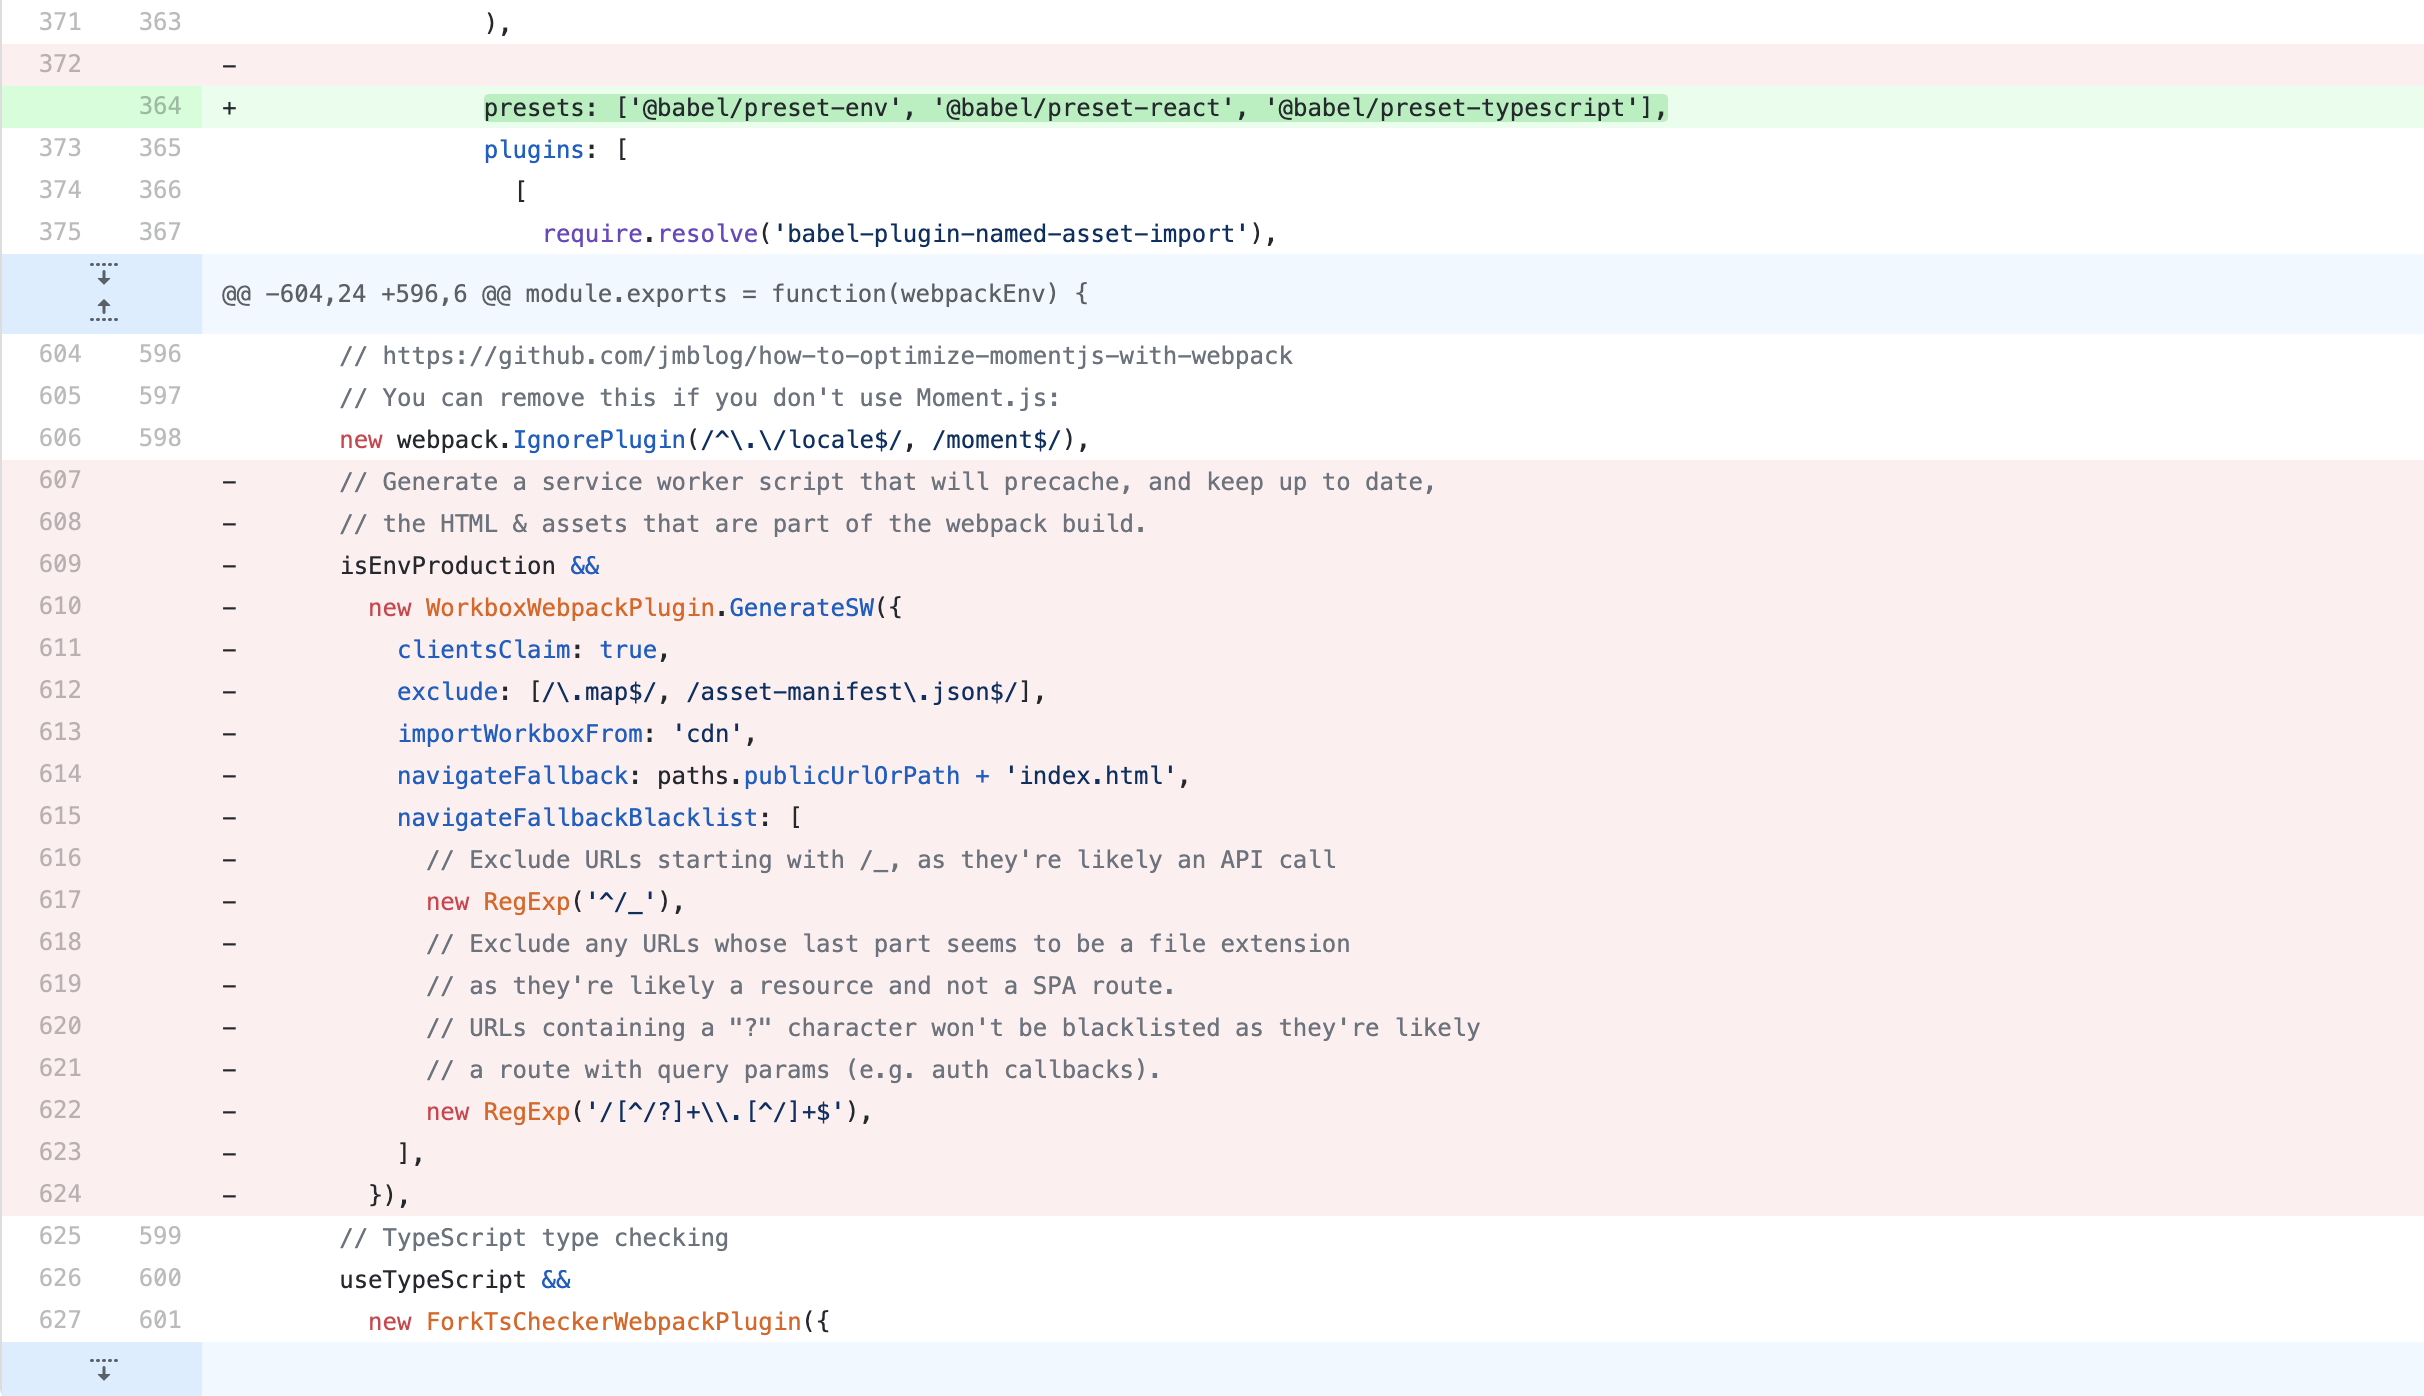 371 363 ),
372 −
364 + presets: ['@babel/preset-env', '@babel/preset-react', '@babel/preset-typescript'],
373 365 plugins: [
374 366 [
375 367 require.resolve('babel-plugin-named-asset-import'),
@@ -604,24 +596,6 @@ module.exports = function(webpackEnv) {
604 596 // https://github.com/jmblog/how-to-optimize-momentjs-with-webpack
605 597 // You can remove this if you don't use Moment.js:
606 598 new webpack.IgnorePlugin(/^\.\/locale$/, /moment$/),
607 − // Generate a service worker script that will precache, and keep up to date,
608 − // the HTML & assets that are part of the webpack build.
609 − isEnvProduction &&
610 − new WorkboxWebpackPlugin.GenerateSW({
611 − clientsClaim: true,
612 − exclude: [/\.map$/, /asset-manifest\.json$/],
613 − importWorkboxFrom: 'cdn',
614 − navigateFallback: paths.publicUrlOrPath + 'index.html',
615 − navigateFallbackBlacklist: [
616 − // Exclude URLs starting with /_, as they're likely an API call
617 − new RegExp('^/_'),
618 − // Exclude any URLs whose last part seems to be a file extension
619 − // as they're likely a resource and not a SPA route.
620 − // URLs containing a "?" character won't be blacklisted as they're likely
621 − // a route with query params (e.g. auth callbacks).
622 − new RegExp('/[^/?]+\\.[^/]+$'),
623 − ],
624 − }),
625 599 // TypeScript type checking
626 600 useTypeScript &&
627 601 new ForkTsCheckerWebpackPlugin({